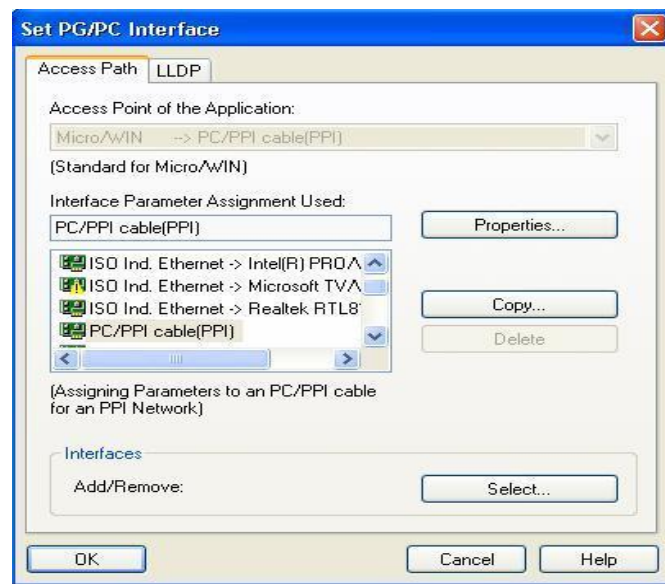 Set PG/PC Interface
Access Path
LLDP
Access Point of the Application:
Micro/WIN --> PC/PPI cable(PPI)
(Standard for Micro/WIN)
Interface Parameter Assignment Used:
PC/PPI cable(PPI)
Properties...
ISO Ind. Ethernet -> Intel(R) PRO/
ISO Ind. Ethernet -> Microsoft TV/
ISO Ind. Ethernet -> Realtek RTL8
PC/PPI cable(PPI)
Copy...
Delete
(Assigning Parameters to an PC/PPI cable
for an PPI Network)
Interfaces
Add/Remove:
Select...
OK
Cancel
Help